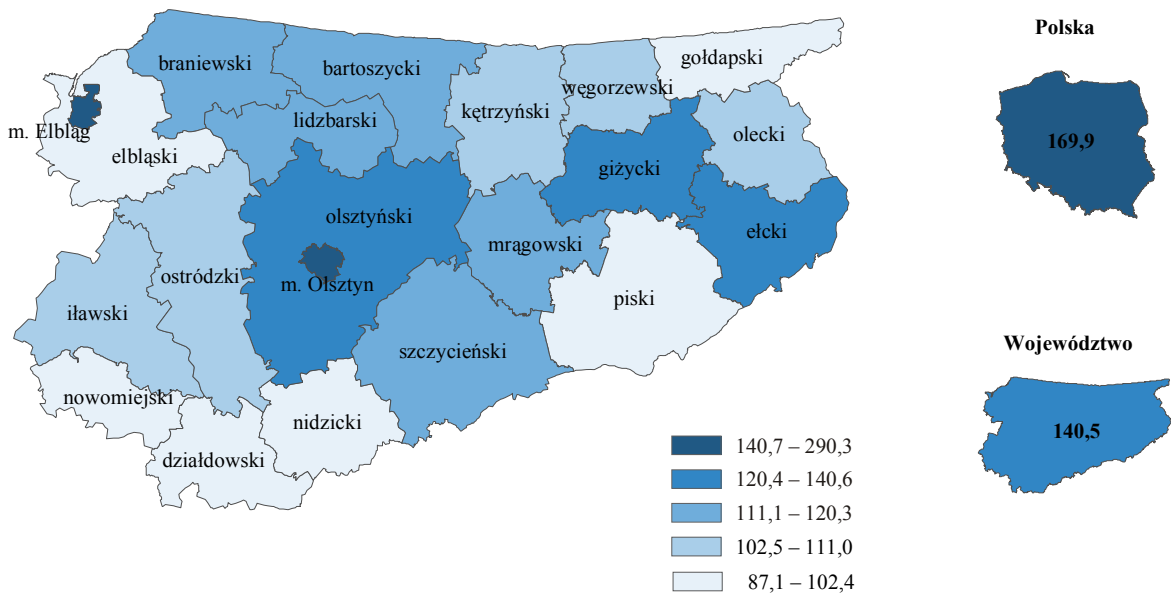 Polska
braniewski
bartoszycki
gołdapski
węgorzewski
kętrzyński
lidzbarski
m. Elbląg
olecki
169,9
elbląski
giżycki
olsztyński
ełcki
mrągowski
ostródzki
m. Olsztyn
piski
iławski
Województwo
szczycieński
nowomiejski
nidzicki
140,5
działdowski
140,7 – 290,3
120,4 – 140,6
111,1 – 120,3
102,5 – 111,0
87,1 – 102,4